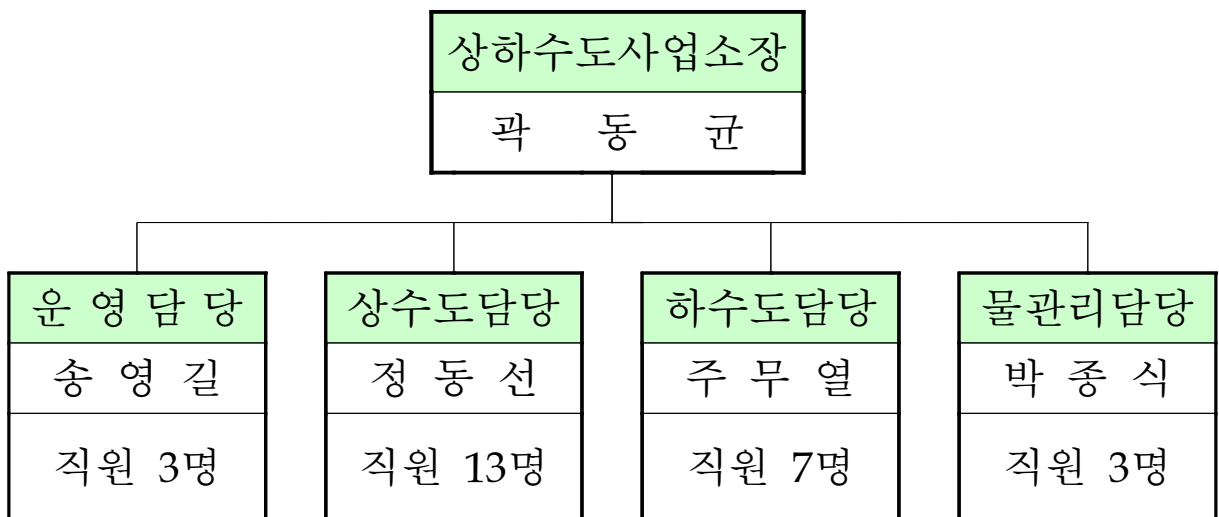 상하수도사업소장
곽 동 균
운 영 담 당
송 영 길
직원 3명
상수도담당
정 동 선
직원 13명
하수도담당
주 무 열
직원 7명
물관리담당
박 종 식
직원 3명